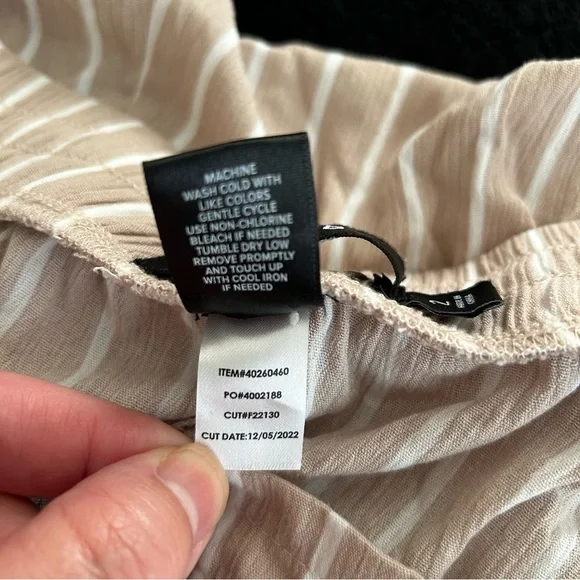 MACHINE
WASH COLD WITH
LIKE COLORS
GENTLE CYCLE
USE NON-CHLORINE
BLEACH IF NEEDED
TUMBLE DRY LOW
REMOVE PROMPTLY
AND TOUCH UP
WITH COOL IRON
IF NEEDED
ITEM#40260460
PO#4002188
CUT#F22130
CUT DATE:12/05/2022
2